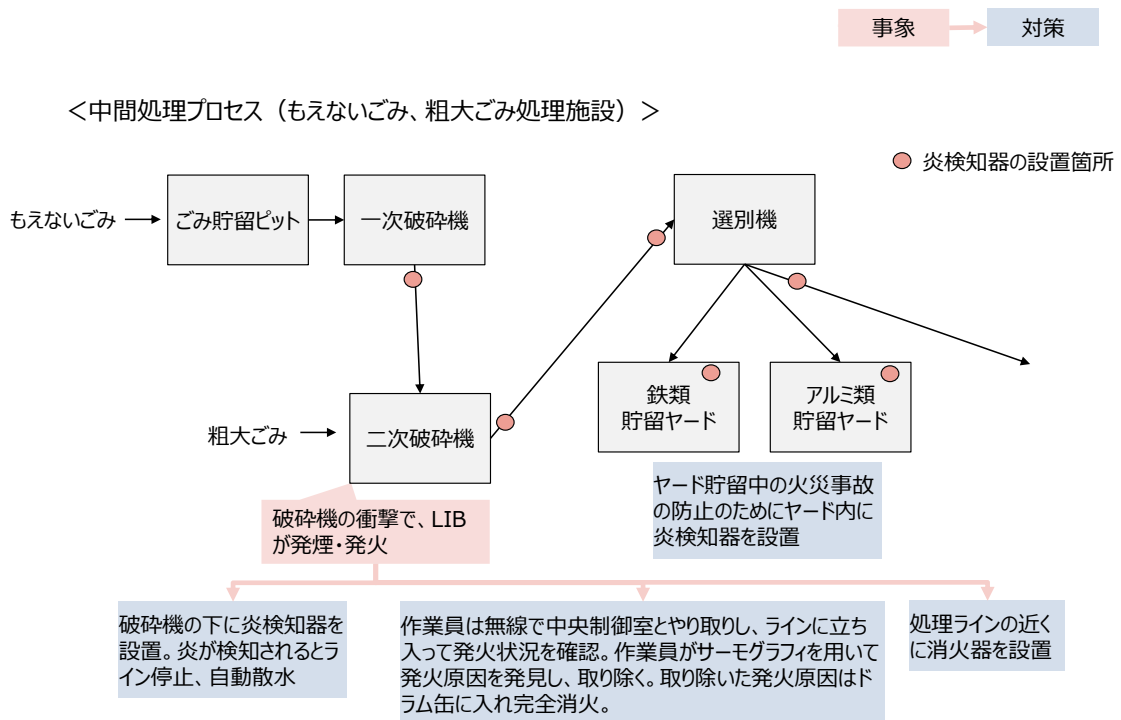 事象
対策
＜中間処理プロセス（もえないごみ、粗大ごみ処理施設）＞
炎検知器の設置箇所
もえないごみ
ごみ貯留ピット
一次破砕機
選別機
鉄類
貯留ヤード
アルミ類
貯留ヤード
粗大ごみ
二次破砕機
ヤード貯留中の火災事故
の防止のためにヤード内に
炎検知器を設置
破砕機の衝撃で、LIB
が発煙・発火
破砕機の下に炎検知器を
設置。炎が検知されるとラ
イン停止、自動散水
作業員は無線で中央制御室とやり取りし、ラインに立ち
入って発火状況を確認。作業員がサーモグラフィを用いて
発火原因を発見し、取り除く。取り除いた発火原因はド
ラム缶に入れ完全消火。
処理ラインの近く
に消火器を設置